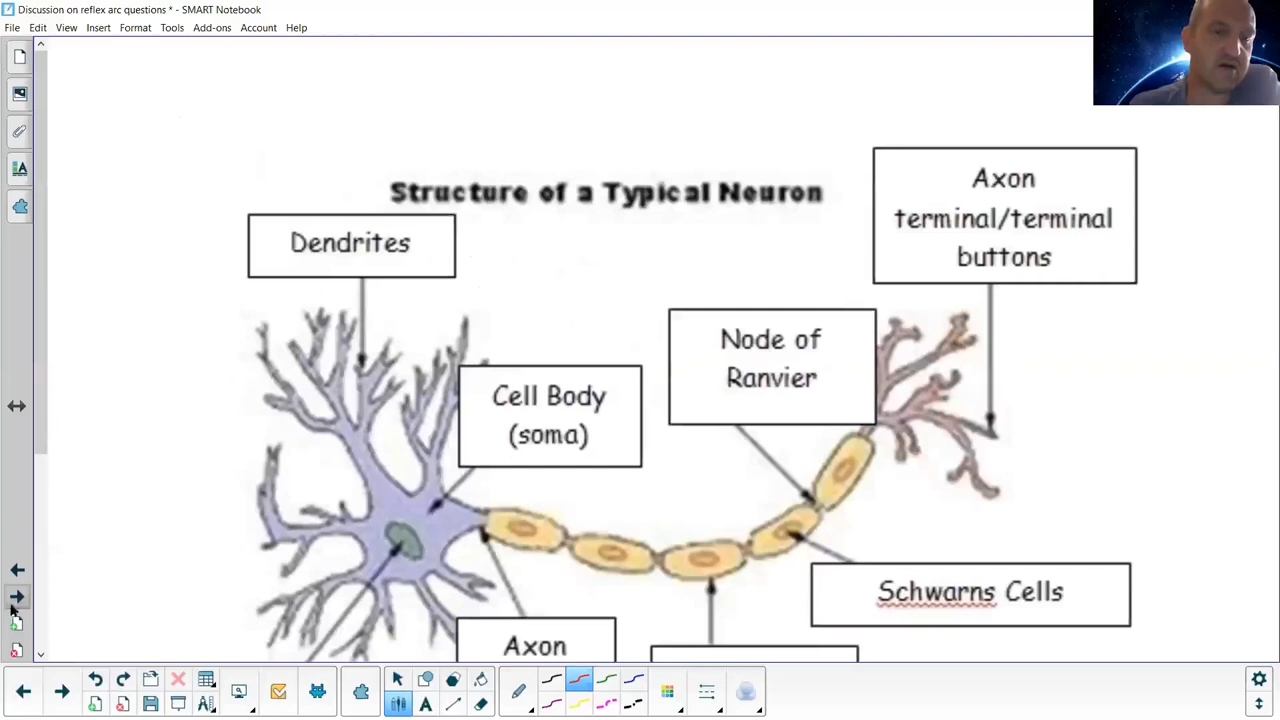 Discussion on reflex arc questions * - SMART Notebook
File Edit View Insert Format Tools Add-ons Account Help
Structure of a Typical Neuron
Axon
terminal/terminal
buttons
Dendrites
Node of
Ranvier
Cell Body
(soma)
Schwarns Cells
Axon